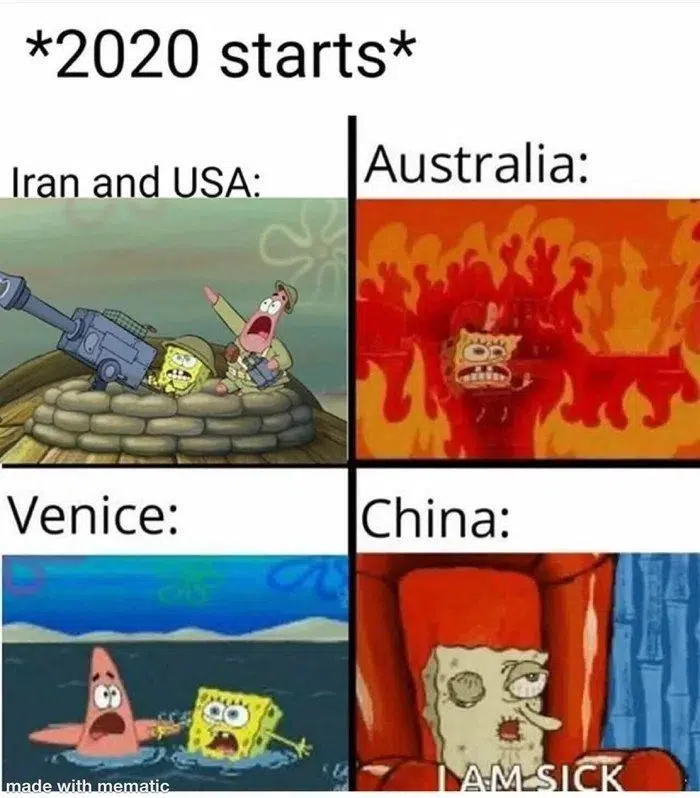 *2020 starts*
Iran and USA:
Australia:
Venice:
China:
I AM SICK
made with mematic